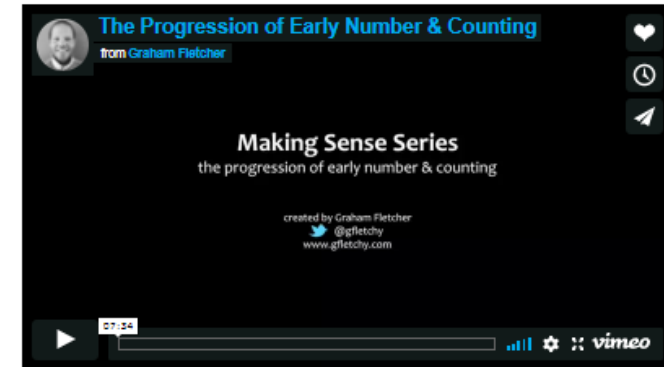 The Progression of Early Number & Counting
from Graham Fletcher
Making Sense Series
the progression of early number & counting
created by Graham Fletcher
@gfletchy
www.gfletchy.com
07:34
vimeo